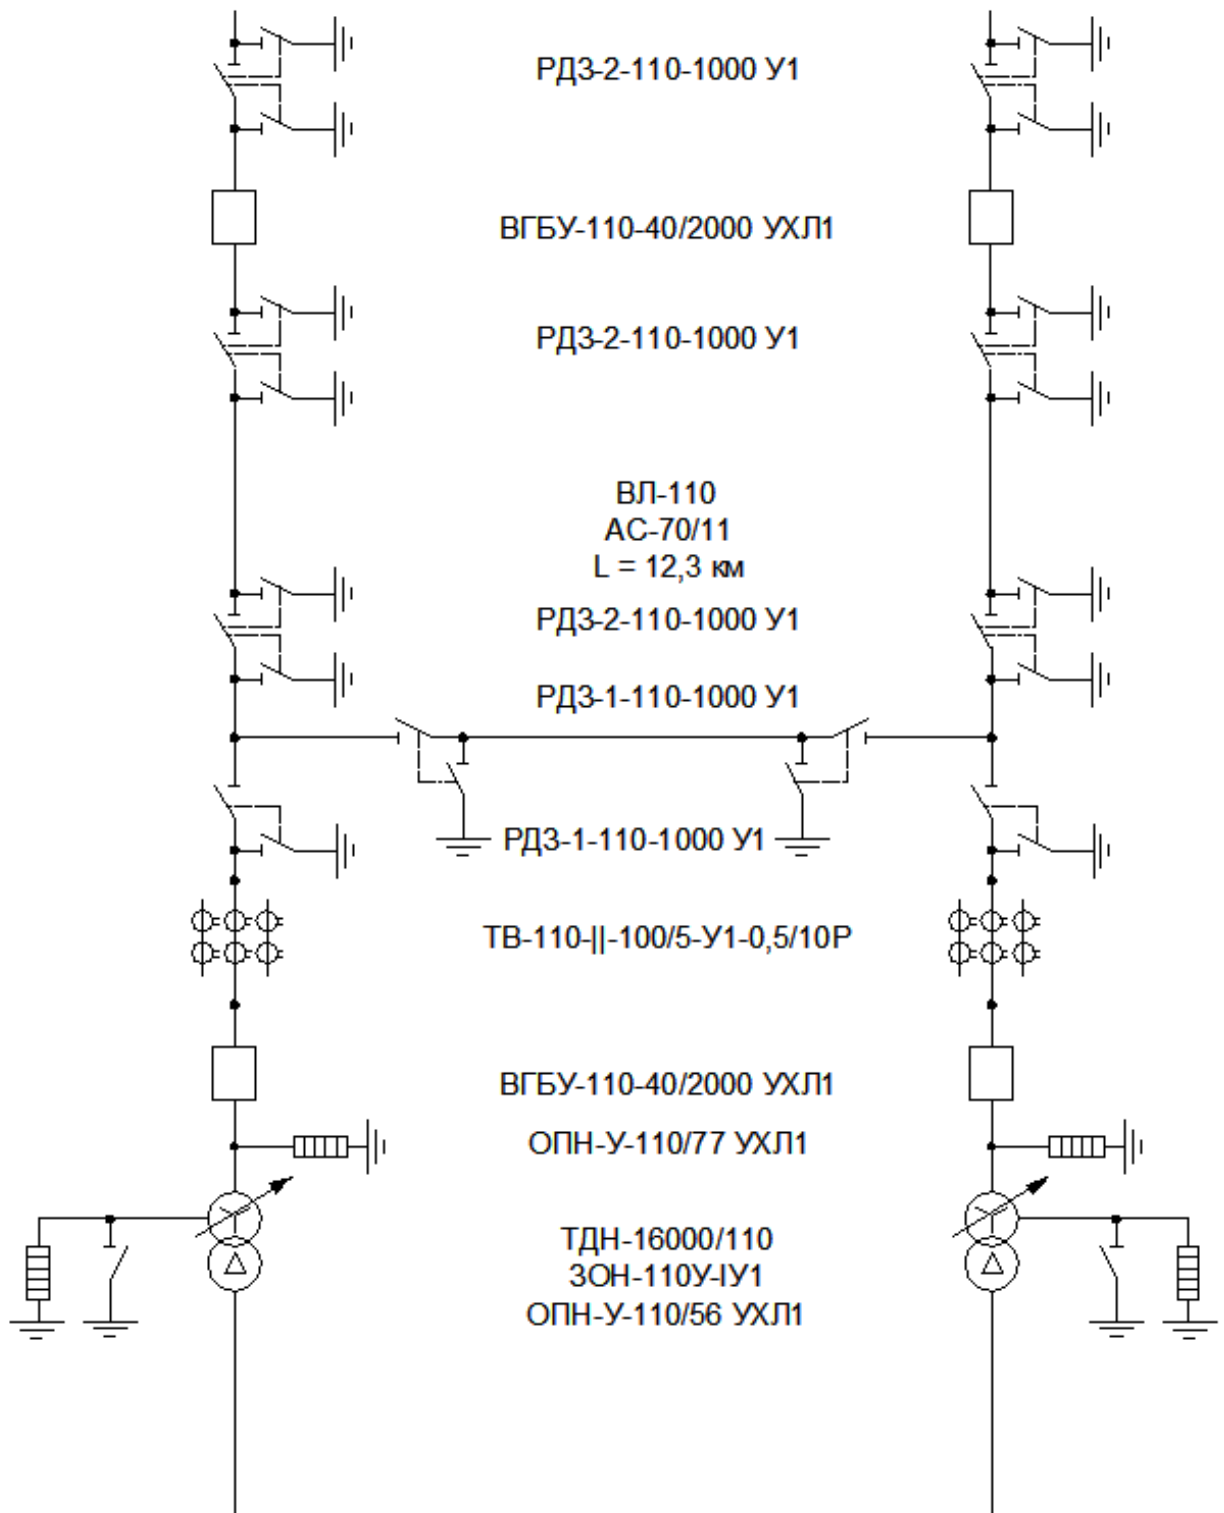 РДЗ-2-110-1000 У1
ВГБУ-110-40/2000 УХЛ1
РДЗ-2-110-1000 У1
ВЛ-110
АС-70/11
L = 12,3 км
РДЗ-2-110-1000 У1
РДЗ-1-110-1000 У1
РДЗ-1-110-1000 У1
ТВ-110-||-100/5-У1-0,5/10Р
ВГБУ-110-40/2000 УХЛ1
ОПН-У-110/77 УХЛ1
ТДН-16000/110
ЗОН-110У-IУ1
ОПН-У-110/56 УХЛ1